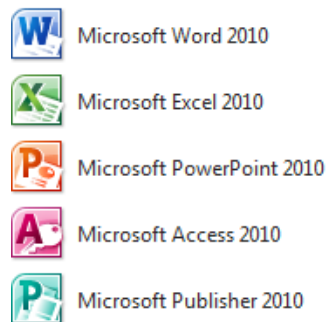 Microsoft Word 2010
Microsoft Excel 2010
Microsoft PowerPoint 2010
Microsoft Access 2010
Microsoft Publisher 2010